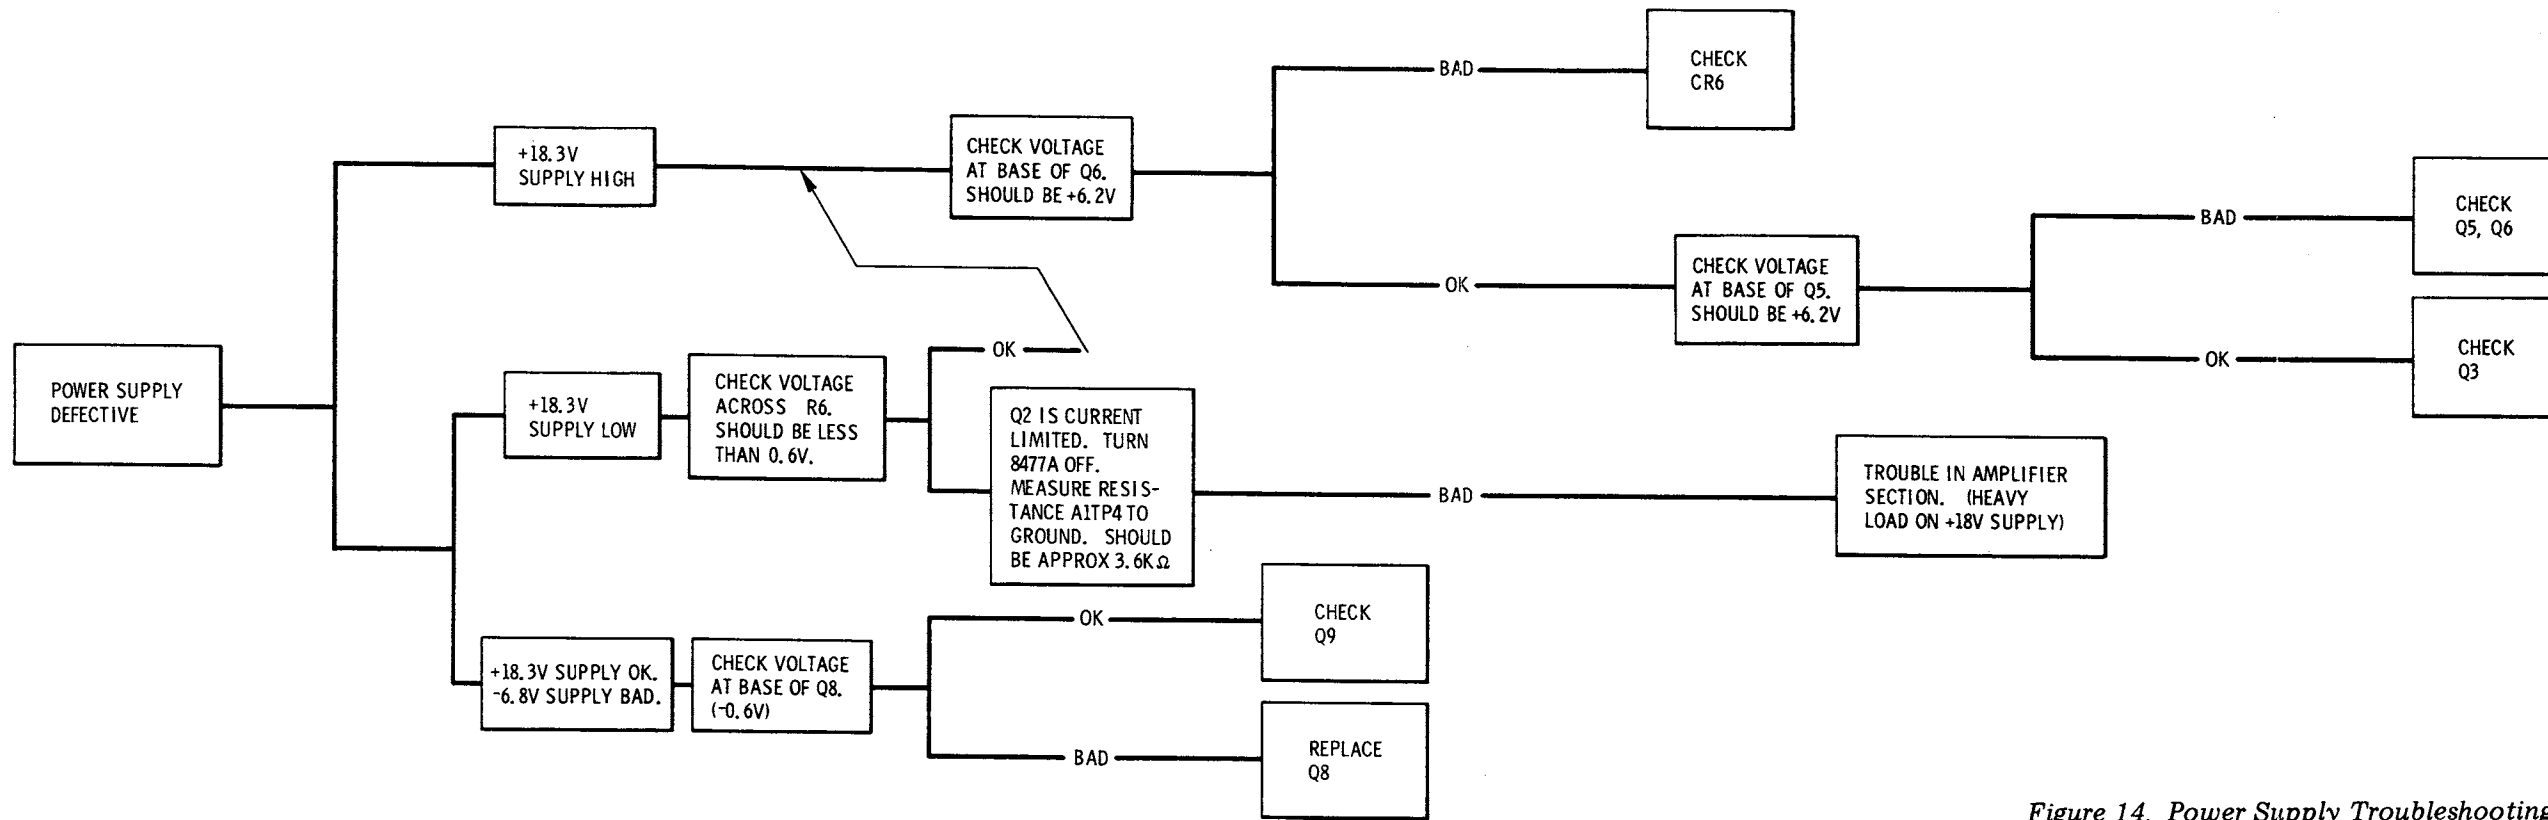 POWER SUPPLY
DEFECTIVE
+18.3V
SUPPLY HIGH
CHECK VOLTAGE
AT BASE OF Q6.
SHOULD BE +6.2V
BAD
CHECK
CR6
OK
CHECK VOLTAGE
AT BASE OF Q5.
SHOULD BE +6.2V
BAD
CHECK
Q5, Q6
OK
CHECK
Q3
+18.3V
SUPPLY LOW
CHECK VOLTAGE
ACROSS R6.
SHOULD BE LESS
THAN 0.6V.
OK
Q2 IS CURRENT
LIMITED. TURN
8477A OFF.
MEASURE RESIS-
TANCE A1TP4 TO
GROUND. SHOULD
BE APPROX 3.6KΩ
BAD
TROUBLE IN AMPLIFIER
SECTION. (HEAVY
LOAD ON +18V SUPPLY)
+18.3V SUPPLY OK.
-6.8V SUPPLY BAD.
CHECK VOLTAGE
AT BASE OF Q8.
(-0.6V)
OK
CHECK
Q9
BAD
REPLACE
Q8
Figure 14. Power Supply Troubleshooting